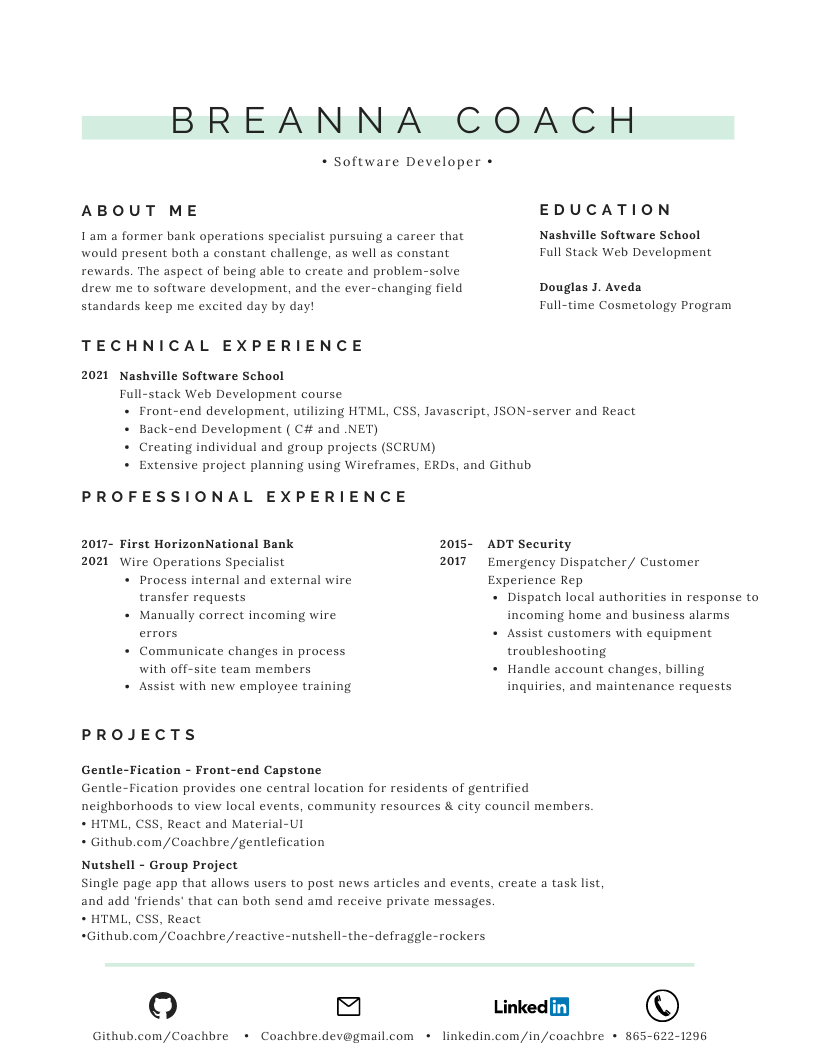 BREANNA COACH
• Software Developer •
ABOUT ME
I am a former bank operations specialist pursuing a career that
would present both a constant challenge, as well as constant
rewards. The aspect of being able to create and problem-solve
drew me to software development, and the ever-changing field
standards keep me excited day by day!
EDUCATION
Nashville Software School
Full Stack Web Development
Douglas J. Aveda
Full-time Cosmetology Program
TECHNICAL EXPERIENCE
2021 Nashville Software School
Full-stack Web Development course
• Front-end development, utilizing HTML, CSS, Javascript, JSON-server and React
• Back-end Development ( C# and .NET)
• Creating individual and group projects (SCRUM)
• Extensive project planning using Wireframes, ERDs, and Github
PROFESSIONAL EXPERIENCE
2017- First HorizonNational Bank
2021 Wire Operations Specialist
• Process internal and external wire
transfer requests
• Manually correct incoming wire
errors
• Communicate changes in process
with off-site team members
• Assist with new employee training
2015- ADT Security
2017 Emergency Dispatcher/ Customer
Experience Rep
• Dispatch local authorities in response to
incoming home and business alarms
• Assist customers with equipment
troubleshooting
• Handle account changes, billing
inquiries, and maintenance requests
PROJECTS
Gentle-Fication - Front-end Capstone
Gentle-Fication provides one central location for residents of gentrified
neighborhoods to view local events, community resources & city council members.
• HTML, CSS, React and Material-UI
• Github.com/Coachbre/gentlefication
Nutshell - Group Project
Single page app that allows users to post news articles and events, create a task list,
and add 'friends' that can both send amd receive private messages.
• HTML, CSS, React
•Github.com/Coachbre/reactive-nutshell-the-defraggle-rockers
Linked in
Github.com/Coachbre • Coachbre.dev@gmail.com • linkedin.com/in/coachbre • 865-622-1296